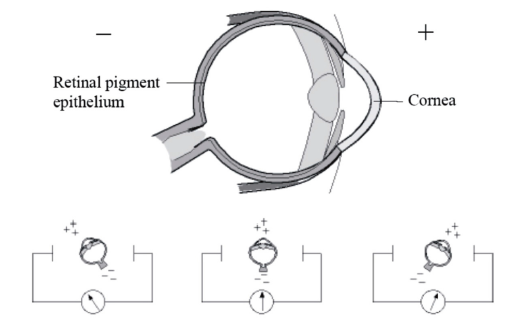 − +
Retinal pigment
epithelium
Cornea
+ + +
− − −
+ + +
− − −
+ + +
− − −